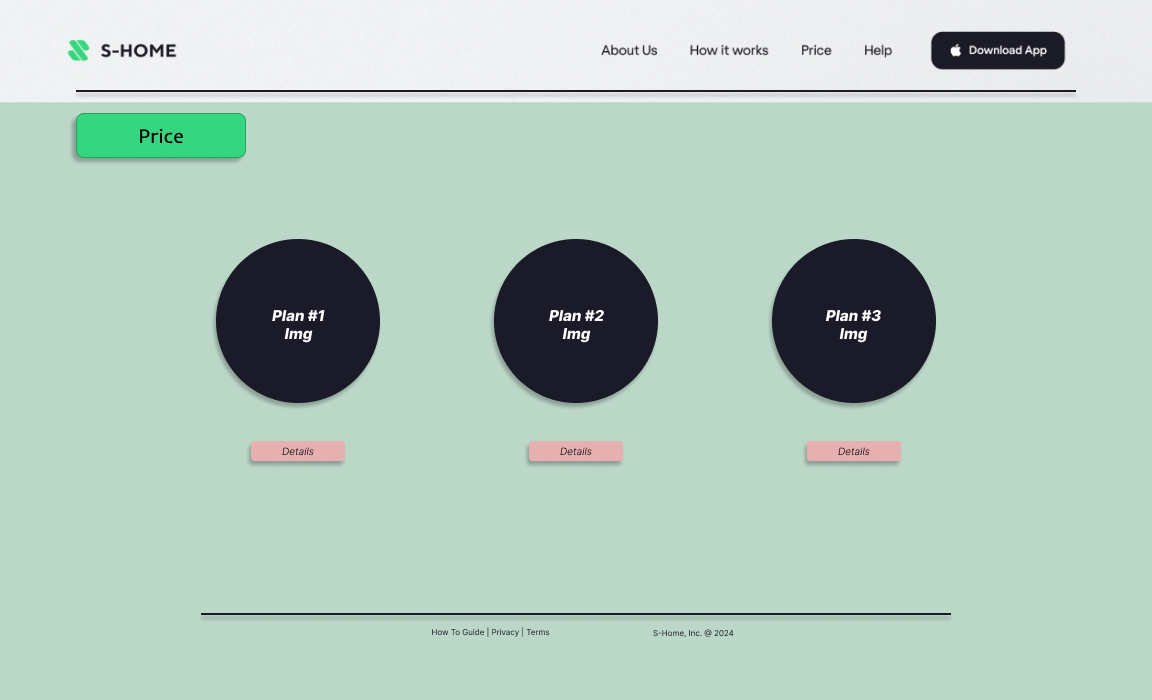 S-HOME
About Us
How it works
Price
Help
Download App
Price
Plan #1
Img
Plan #2
Img
Plan #3
Img
Details
Details
Details
How To Guide | Privacy | Terms
S-Home, Inc. @ 2024